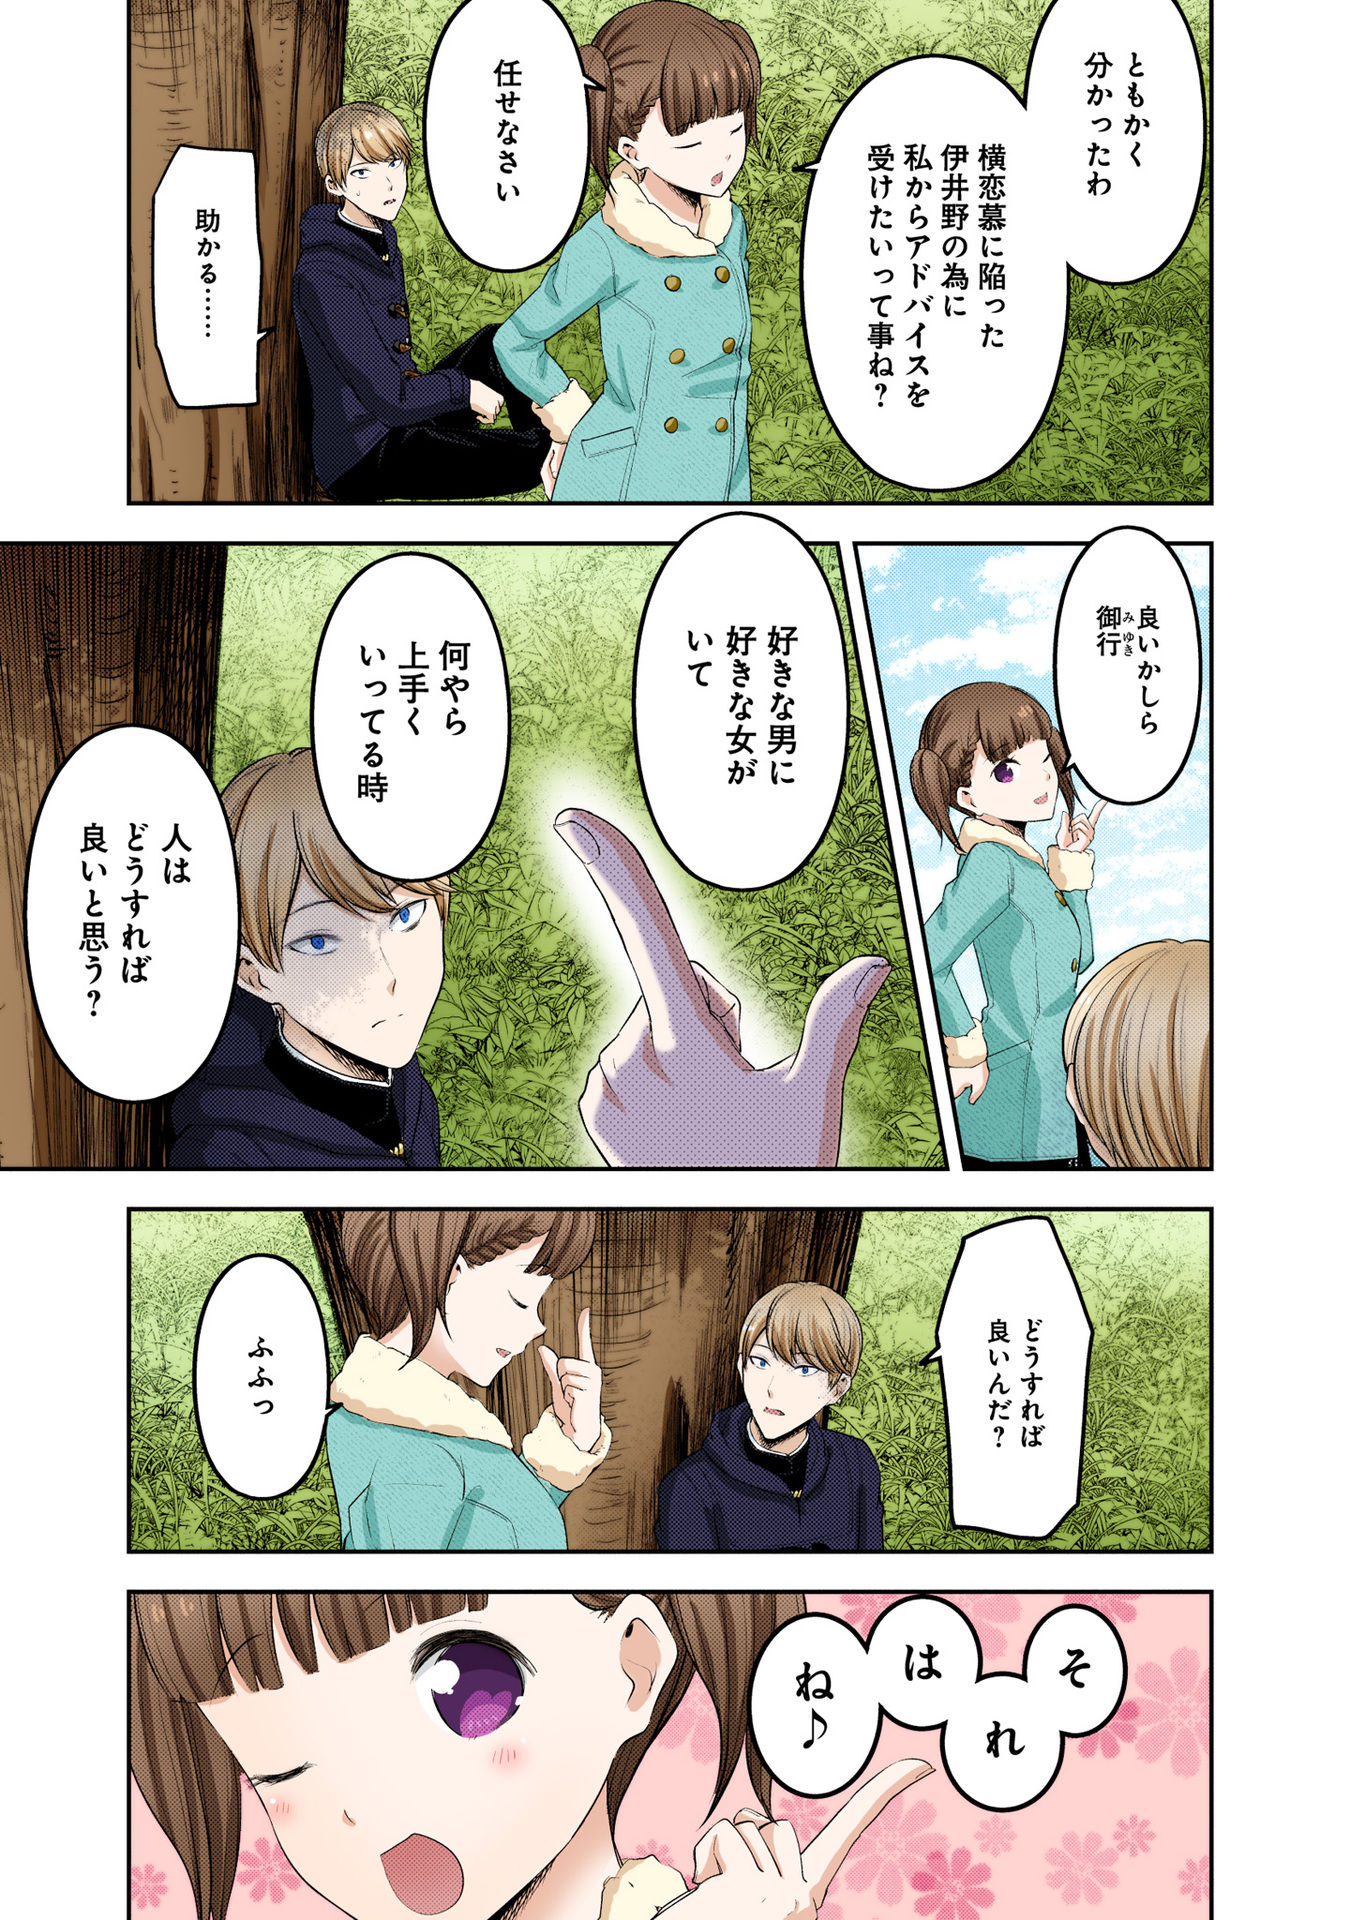 ともかく
分かったわ
横恋慕に陥った
伊井野の為に
私からアドバイスを
受けたいって事ね?
任せなさい
助かる……
良いかしら
御行
みゆき
好きな男に
好きな女が
いて
何やら
上手く
いってる時
人は
どうすれば
良いと思う?
どうすれば
良いんだ?
ふふっ
そ
れ
は
ね♪